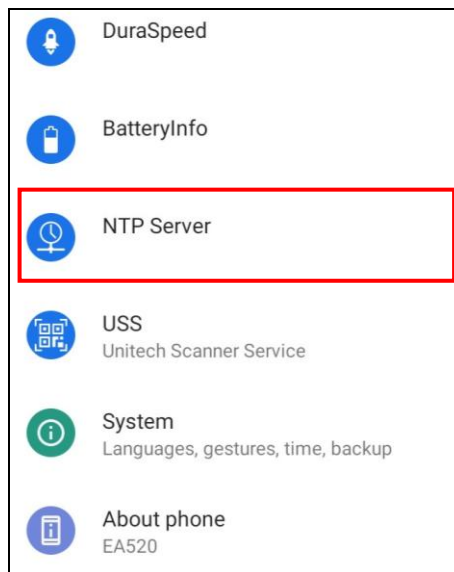 DuraSpeed
BatteryInfo
NTP Server
USS
Unitech Scanner Service
System
Languages, gestures, time, backup
About phone
EA520